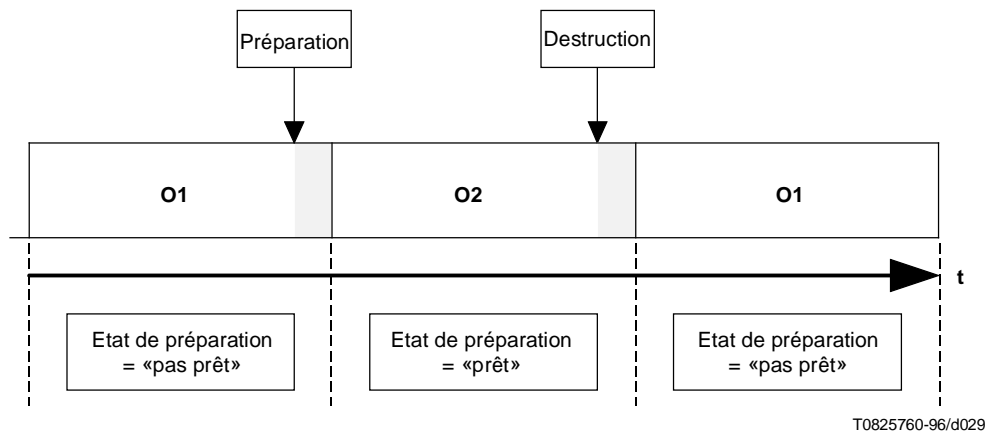 Préparation
Destruction
O1
O2
O1
t
Etat de préparation
= «pas prêt»
Etat de préparation
= «prêt»
Etat de préparation
= «pas prêt»
T0825760-96/d029